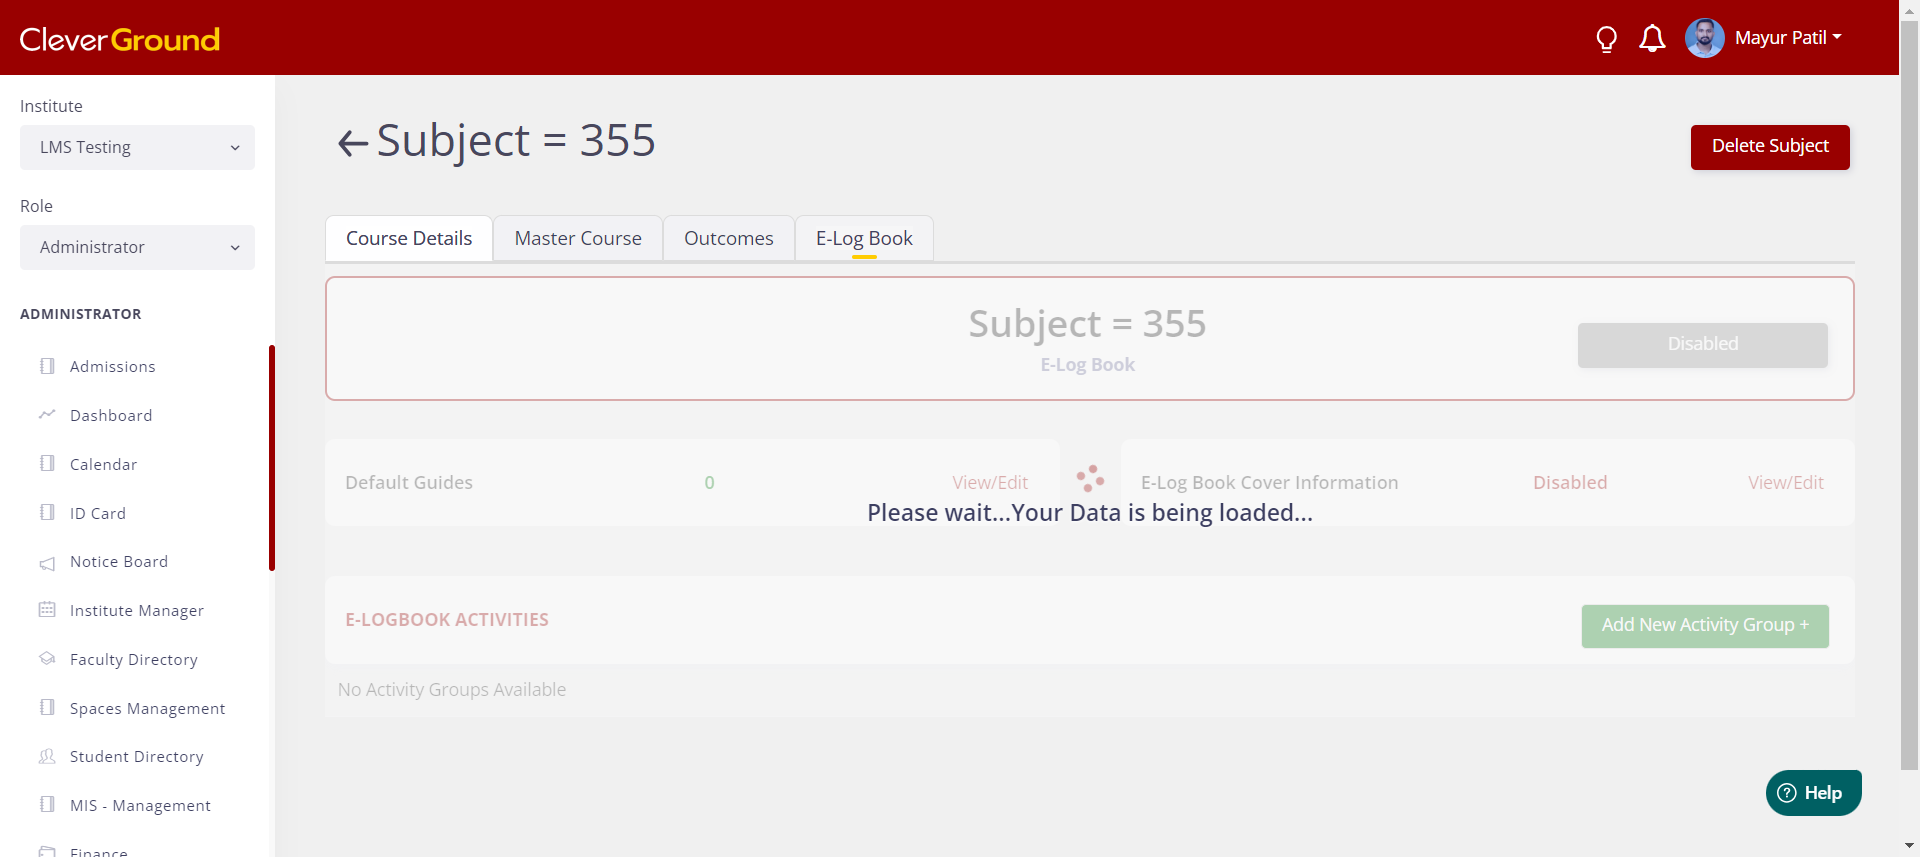 CleverGround
Mayur Patil
Institute
LMS Testing
Role
Administrator
ADMINISTRATOR
Admissions
Dashboard
Calendar
ID Card
Notice Board
Institute Manager
Faculty Directory
Spaces Management
Student Directory
MIS - Management
Finance
Subject = 355
Delete Subject
Course Details
Master Course
Outcomes
E-Log Book
Subject = 355
E-Log Book
Disabled
Default Guides 0 View/Edit
E-Log Book Cover Information Disabled View/Edit
Please wait...Your Data is being loaded...
E-LOGBOOK ACTIVITIES
Add New Activity Group +
No Activity Groups Available
Help